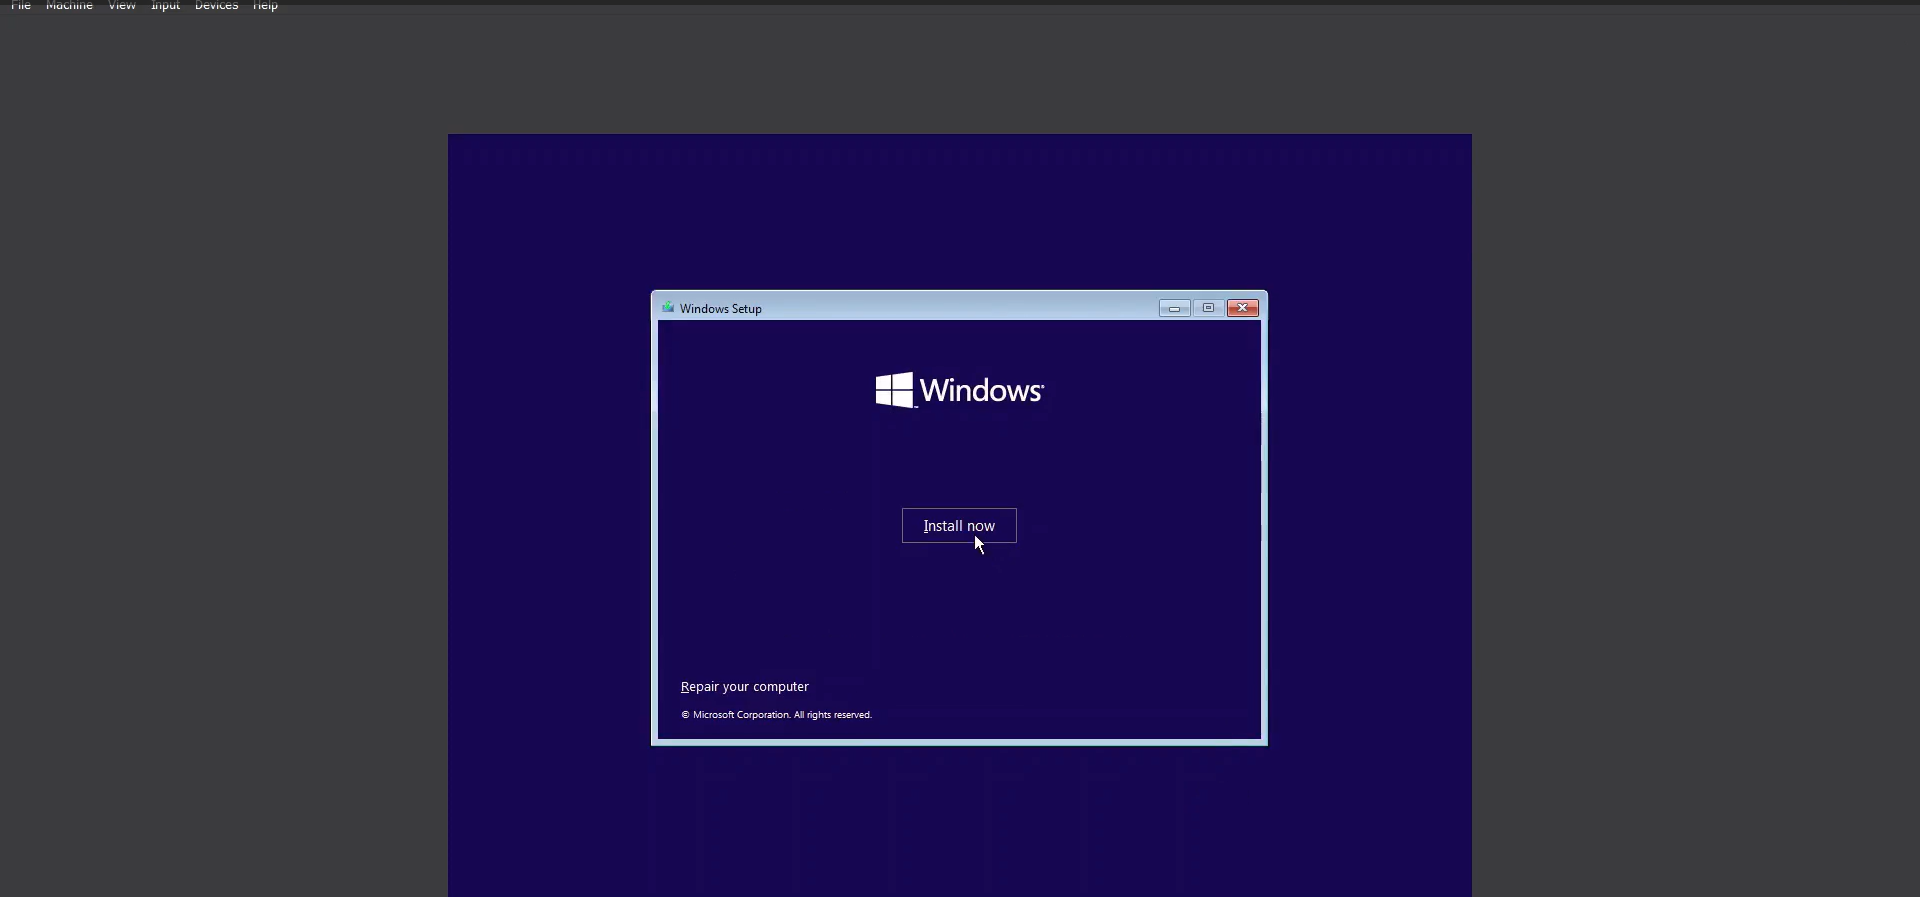 File Machine View Input Devices Help
Windows Setup
Windows
Install now
Repair your computer
© Microsoft Corporation. All rights reserved.